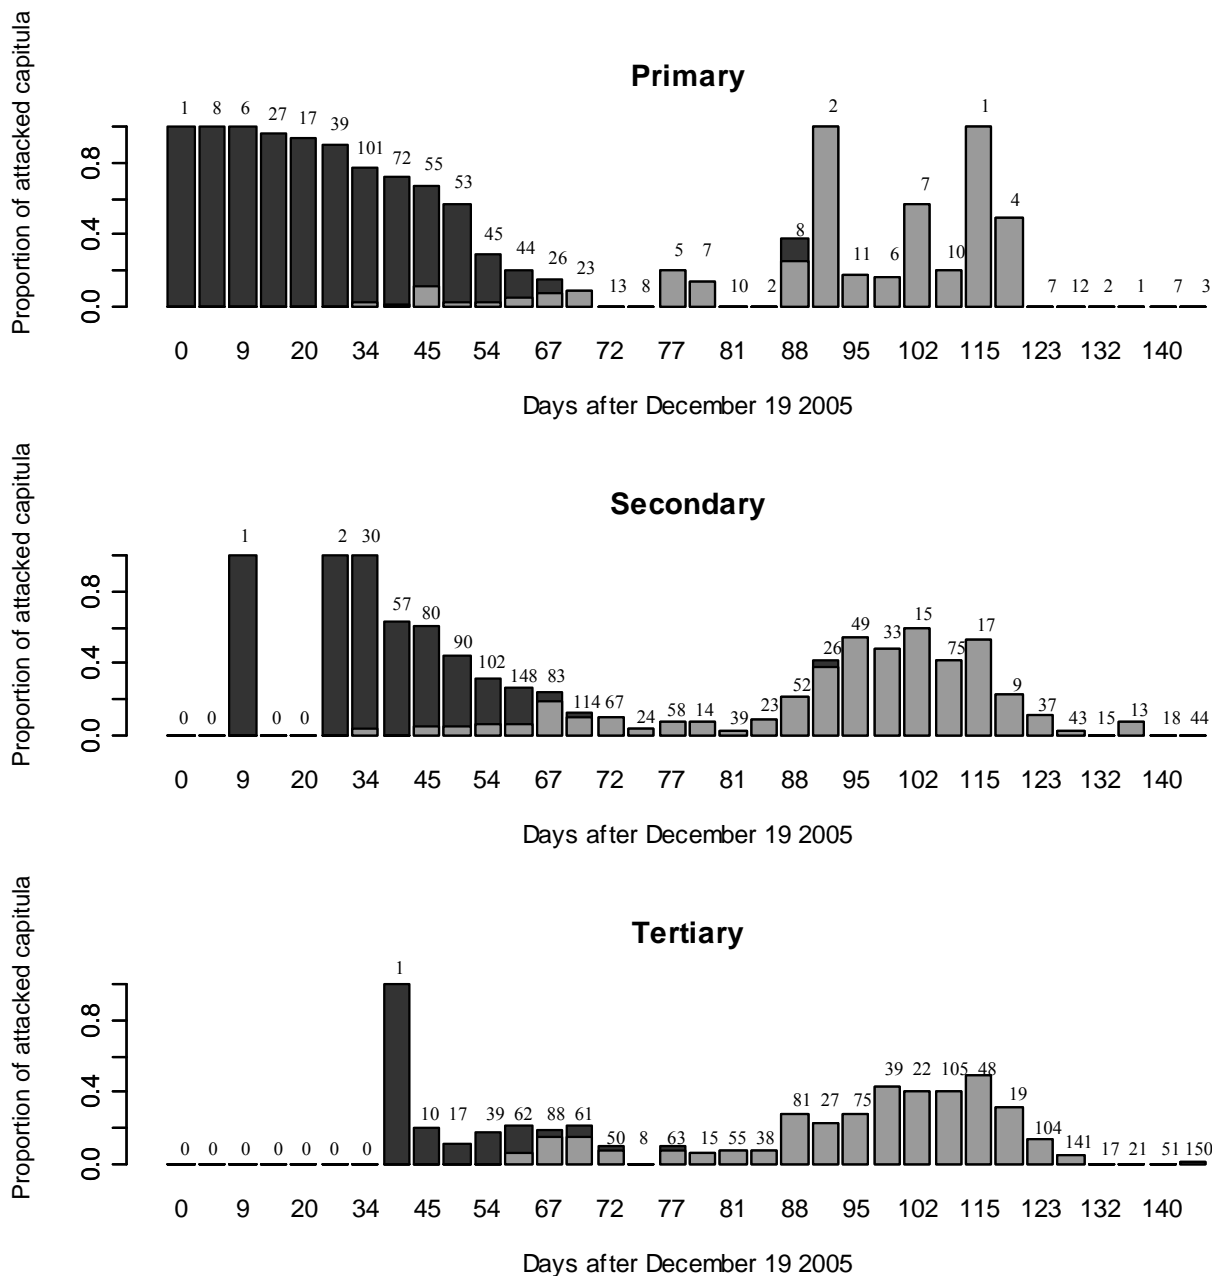 Primary
Proportion of attacked capitula
0.0 0.4 0.8
1 8 6 27 17 39 101 72 55 53 45 44 26 23 13 8 5 7 10 2 8 2 11 6 7 10 1 4 7 12 2 1 7 3
0 9 20 34 45 54 67 72 77 81 88 95 102 115 123 132 140
Days after December 19 2005
Secondary
Proportion of attacked capitula
0.0 0.4 0.8
0 0 1 0 0 2 30 57 80 90 102 148 83 114 67 24 58 14 39 23 52 26 49 33 15 75 17 9 37 43 15 13 18 44
0 9 20 34 45 54 67 72 77 81 88 95 102 115 123 132 140
Days after December 19 2005
Tertiary
Proportion of attacked capitula
0.0 0.4 0.8
0 0 0 0 0 0 0 1 10 17 39 62 88 61 50 8 63 15 55 38 81 27 75 39 22 105 48 19 104 141 17 21 51 150
0 9 20 34 45 54 67 72 77 81 88 95 102 115 123 132 140
Days after December 19 2005